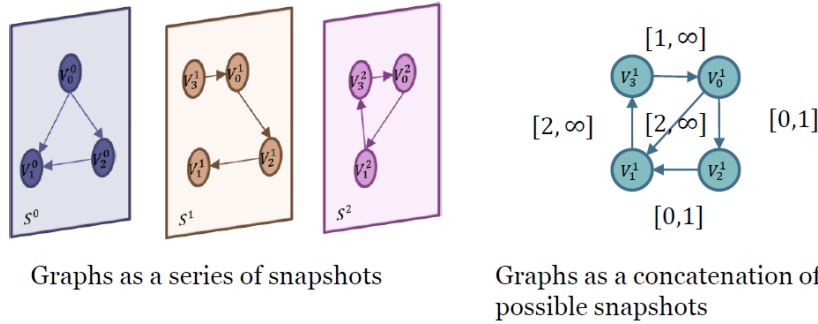 V_0^0
V_1^0
V_2^0
S^0
V_3^1
V_0^1
V_1^1
V_2^1
S^1
V_3^2
V_0^2
V_1^2
S^2
Graphs as a series of snapshots
[1, ∞]
V_3^1
V_0^1
[2, ∞]
[2, ∞]
[0,1]
V_1^1
V_2^1
[0,1]
Graphs as a concatenation of
possible snapshots